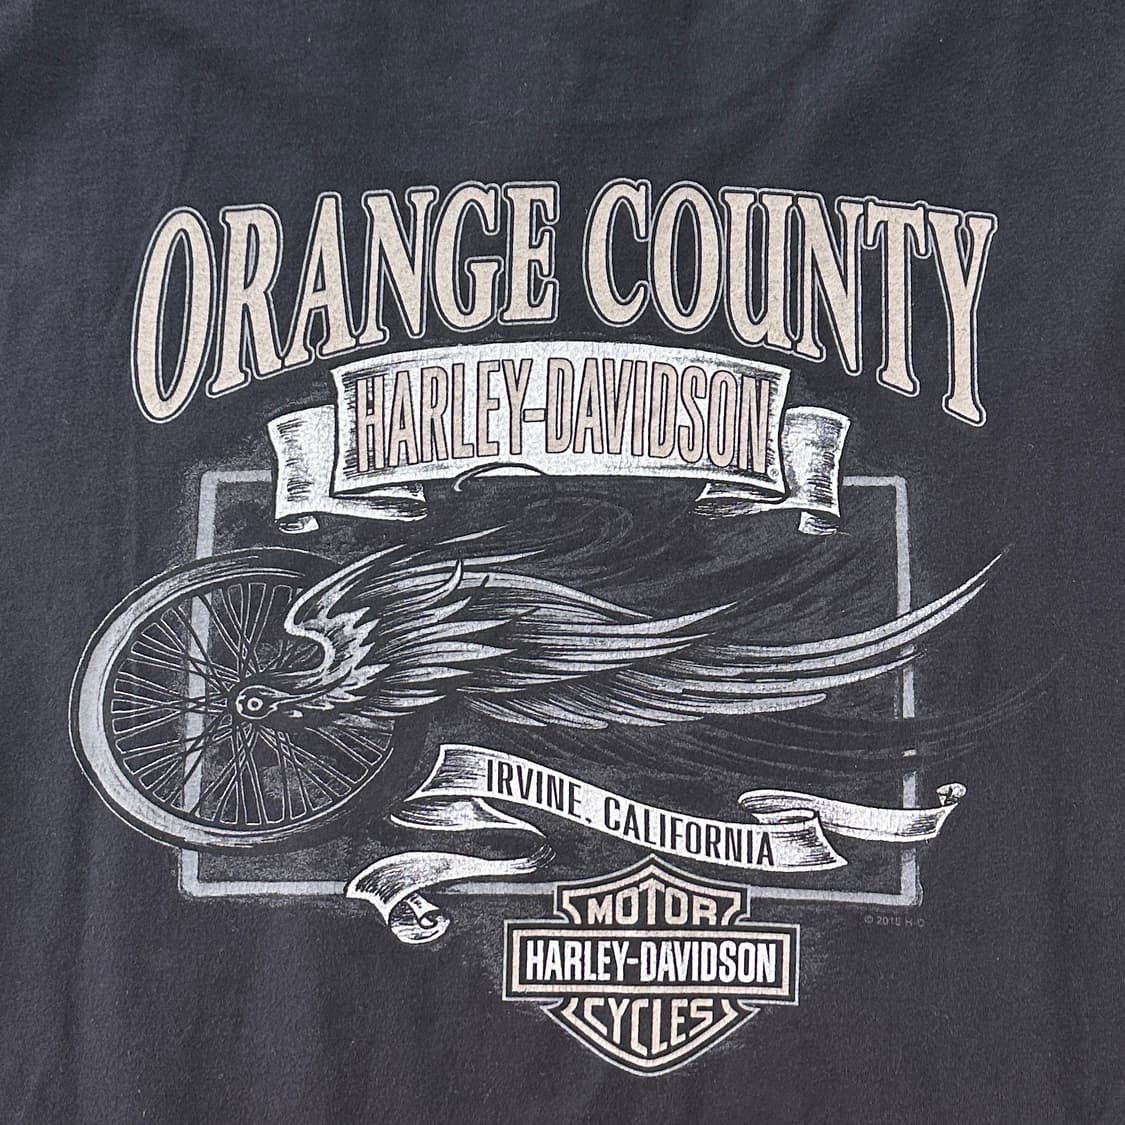 ORANGE COUNTY
HARLEY-DAVIDSON
®
IRVINE, CALIFORNIA
MOTOR
HARLEY-DAVIDSON
CYCLES